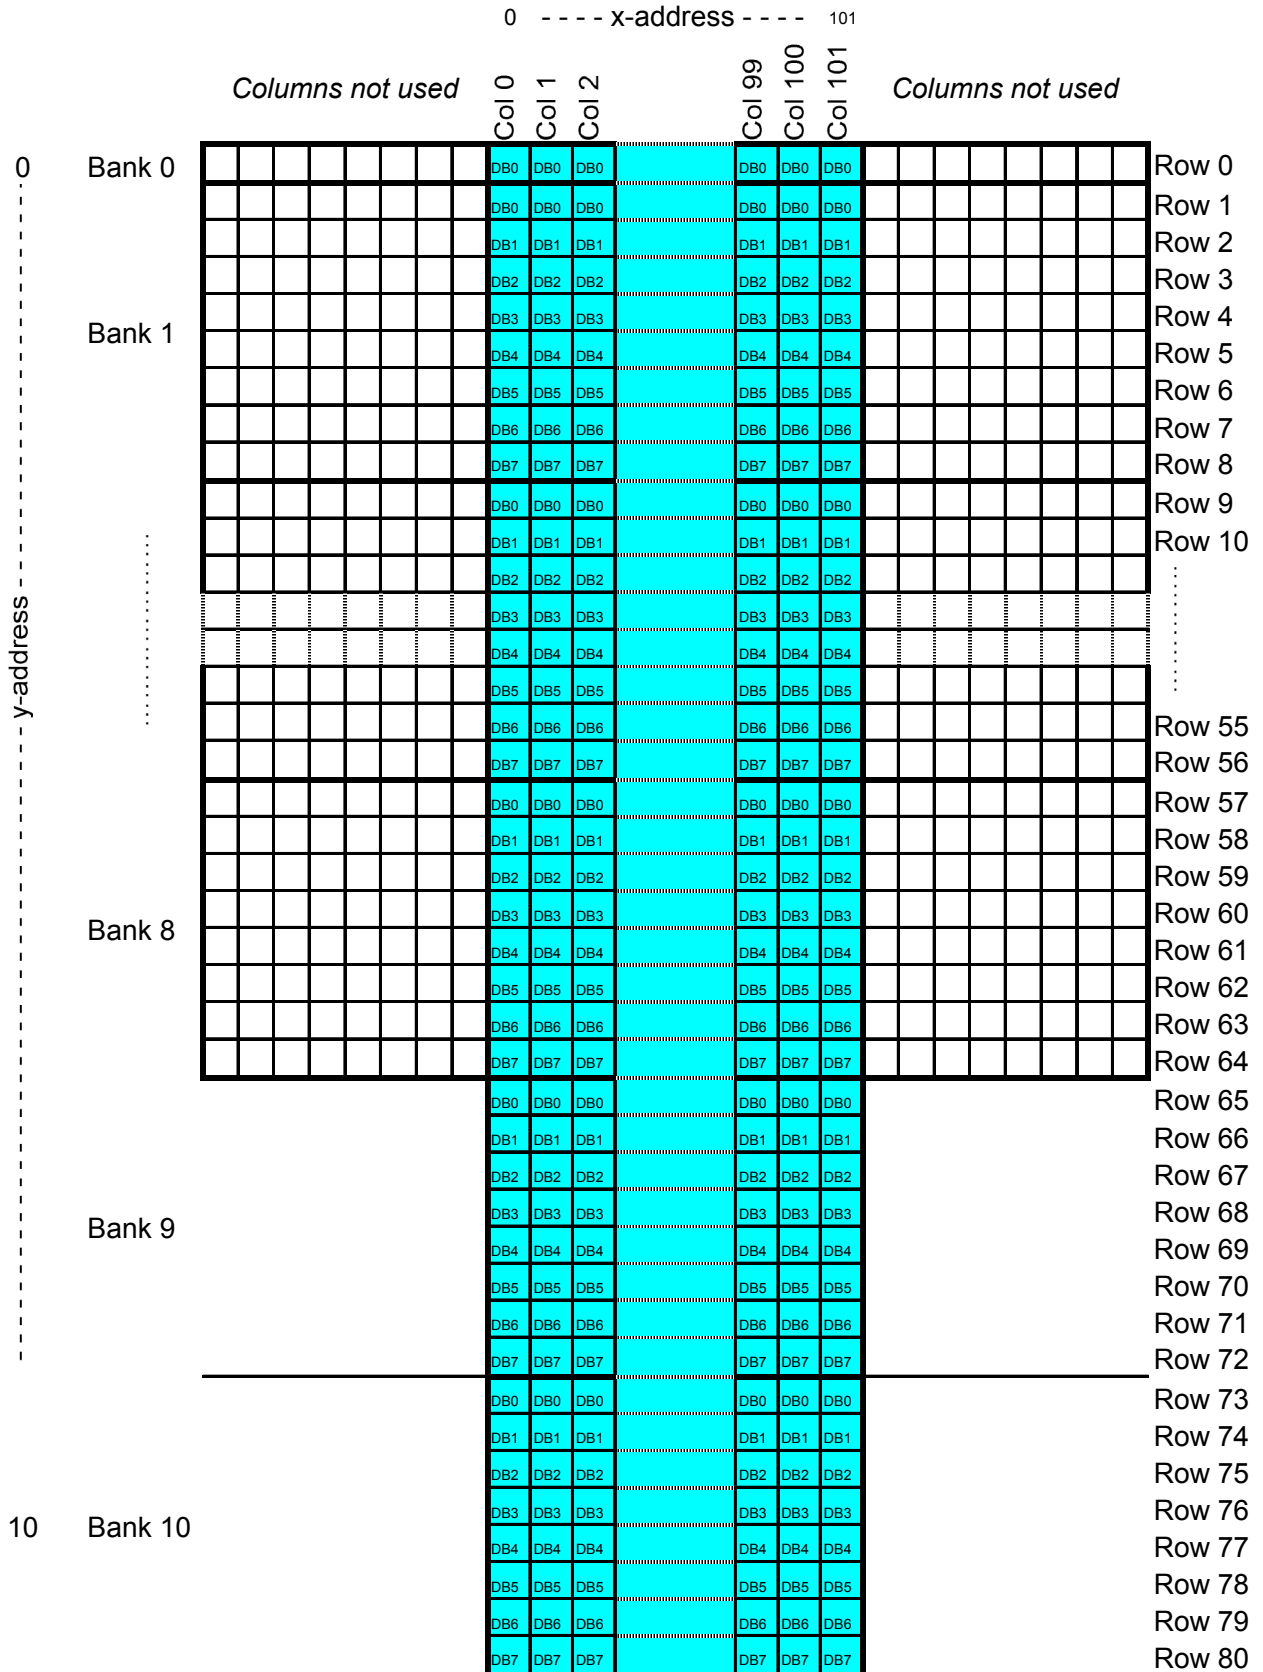 0 - - - - x-address - - - - 101
Columns not used Col 0 Col 1 Col 2 Col 99 Col 100 Col 101 Columns not used
0 Bank 0 DB0 DB0 DB0 DB0 DB0 DB0 Row 0
DB0 DB0 DB0 DB0 DB0 DB0 Row 1
DB1 DB1 DB1 DB1 DB1 DB1 Row 2
DB2 DB2 DB2 DB2 DB2 DB2 Row 3
Bank 1 DB3 DB3 DB3 DB3 DB3 DB3 Row 4
DB4 DB4 DB4 DB4 DB4 DB4 Row 5
DB5 DB5 DB5 DB5 DB5 DB5 Row 6
DB6 DB6 DB6 DB6 DB6 DB6 Row 7
DB7 DB7 DB7 DB7 DB7 DB7 Row 8
DB0 DB0 DB0 DB0 DB0 DB0 Row 9
DB1 DB1 DB1 DB1 DB1 DB1 Row 10
DB2 DB2 DB2 DB2 DB2 DB2
DB3 DB3 DB3 DB3 DB3 DB3
y-address DB4 DB4 DB4 DB4 DB4 DB4
DB5 DB5 DB5 DB5 DB5 DB5
DB6 DB6 DB6 DB6 DB6 DB6 Row 55
DB7 DB7 DB7 DB7 DB7 DB7 Row 56
DB0 DB0 DB0 DB0 DB0 DB0 Row 57
DB1 DB1 DB1 DB1 DB1 DB1 Row 58
DB2 DB2 DB2 DB2 DB2 DB2 Row 59
DB3 DB3 DB3 DB3 DB3 DB3 Row 60
Bank 8 DB4 DB4 DB4 DB4 DB4 DB4 Row 61
DB5 DB5 DB5 DB5 DB5 DB5 Row 62
DB6 DB6 DB6 DB6 DB6 DB6 Row 63
DB7 DB7 DB7 DB7 DB7 DB7 Row 64
DB0 DB0 DB0 DB0 DB0 DB0 Row 65
DB1 DB1 DB1 DB1 DB1 DB1 Row 66
DB2 DB2 DB2 DB2 DB2 DB2 Row 67
DB3 DB3 DB3 DB3 DB3 DB3 Row 68
Bank 9 DB4 DB4 DB4 DB4 DB4 DB4 Row 69
DB5 DB5 DB5 DB5 DB5 DB5 Row 70
DB6 DB6 DB6 DB6 DB6 DB6 Row 71
DB7 DB7 DB7 DB7 DB7 DB7 Row 72
DB0 DB0 DB0 DB0 DB0 DB0 Row 73
DB1 DB1 DB1 DB1 DB1 DB1 Row 74
DB2 DB2 DB2 DB2 DB2 DB2 Row 75
DB3 DB3 DB3 DB3 DB3 DB3 Row 76
10 Bank 10 DB4 DB4 DB4 DB4 DB4 DB4 Row 77
DB5 DB5 DB5 DB5 DB5 DB5 Row 78
DB6 DB6 DB6 DB6 DB6 DB6 Row 79
DB7 DB7 DB7 DB7 DB7 DB7 Row 80